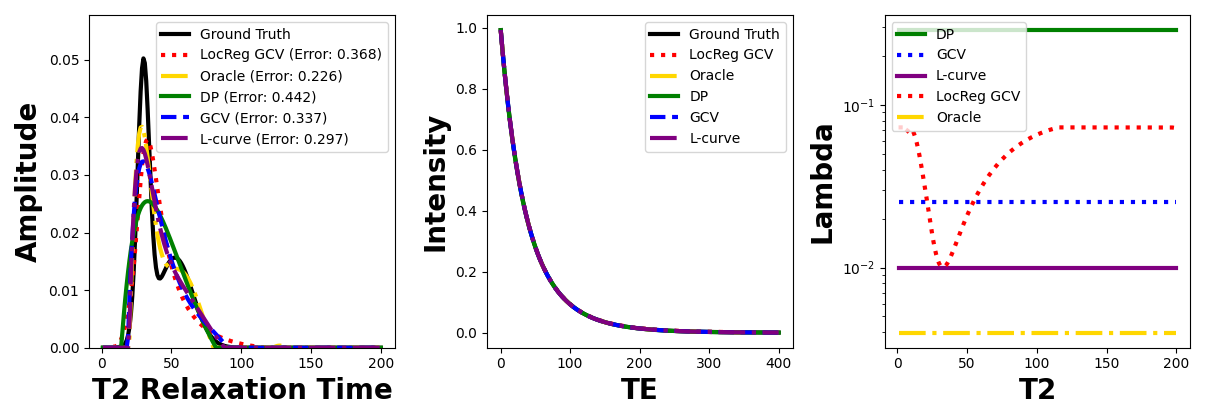 Amplitude
0.05
0.04
0.03
0.02
0.01
0.00
Ground Truth
LocReg GCV (Error: 0.368)
Oracle (Error: 0.226)
DP (Error: 0.442)
GCV (Error: 0.337)
L-curve (Error: 0.297)
0 50 100 150 200
T2 Relaxation Time
Intensity
1.0
0.8
0.6
0.4
0.2
0.0
Ground Truth
LocReg GCV
Oracle
DP
GCV
L-curve
0 100 200 300 400
TE
Lambda
10⁻¹
10⁻²
DP
GCV
L-curve
LocReg GCV
Oracle
0 50 100 150 200
T2